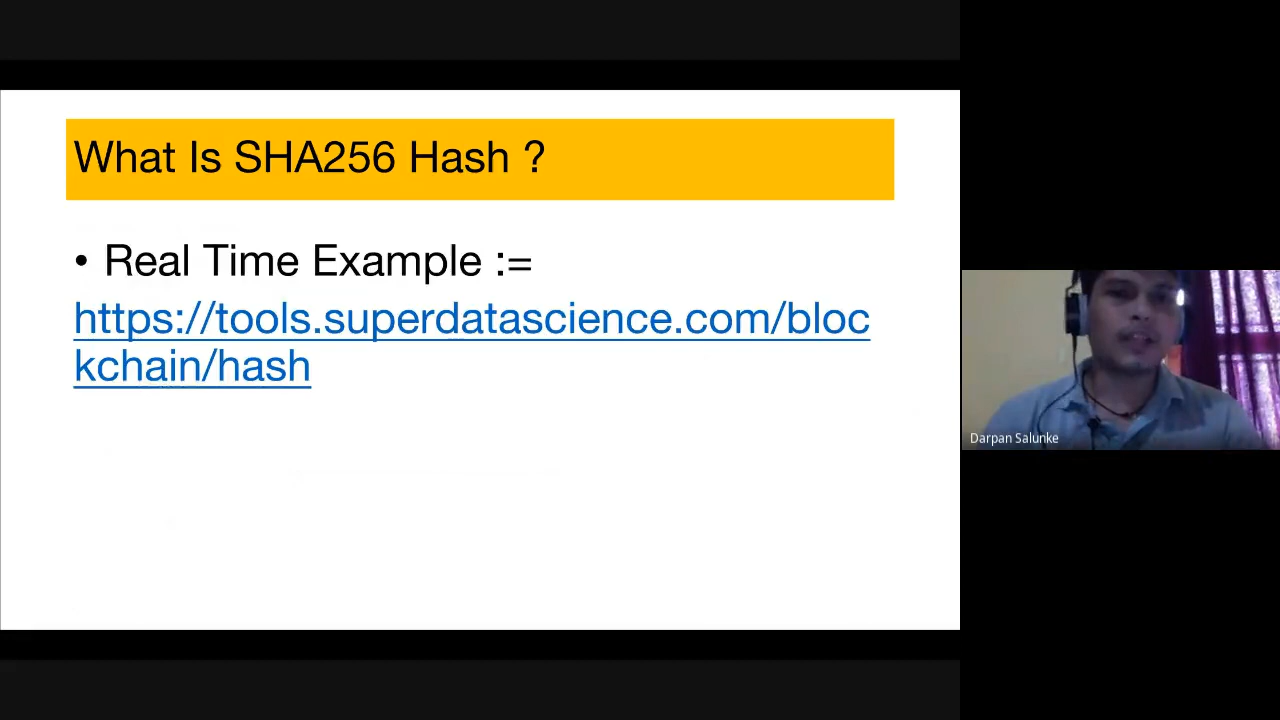 What Is SHA256 Hash ?
• Real Time Example :=
https://tools.superdatascience.com/bloc
kchain/hash
Darpan Salunke